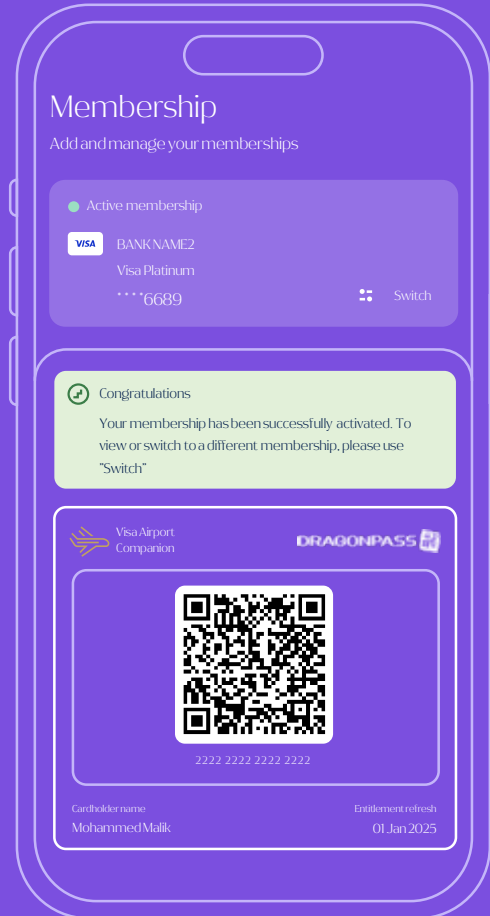 Membership
Add and manage your memberships
Active membership
VISA
BANK NAME2
Visa Platinum
****6689
Switch
Congratulations
Your membership has been successfully activated. To
view or switch to a different membership, please use
"Switch"
Visa Airport
Companion
DRAGONPASS
2222 2222 2222 2222
Cardholder name
Entitlement refresh
Mohammed Malik
01 Jan 2025